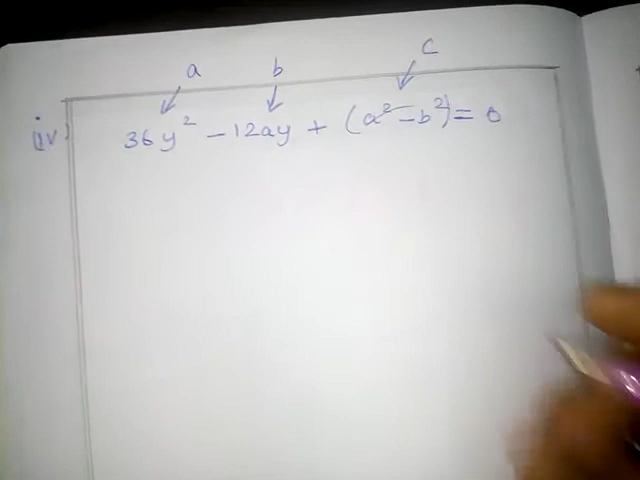 a b c
iv) 36y² - 12ay + (a² - b²) = 0